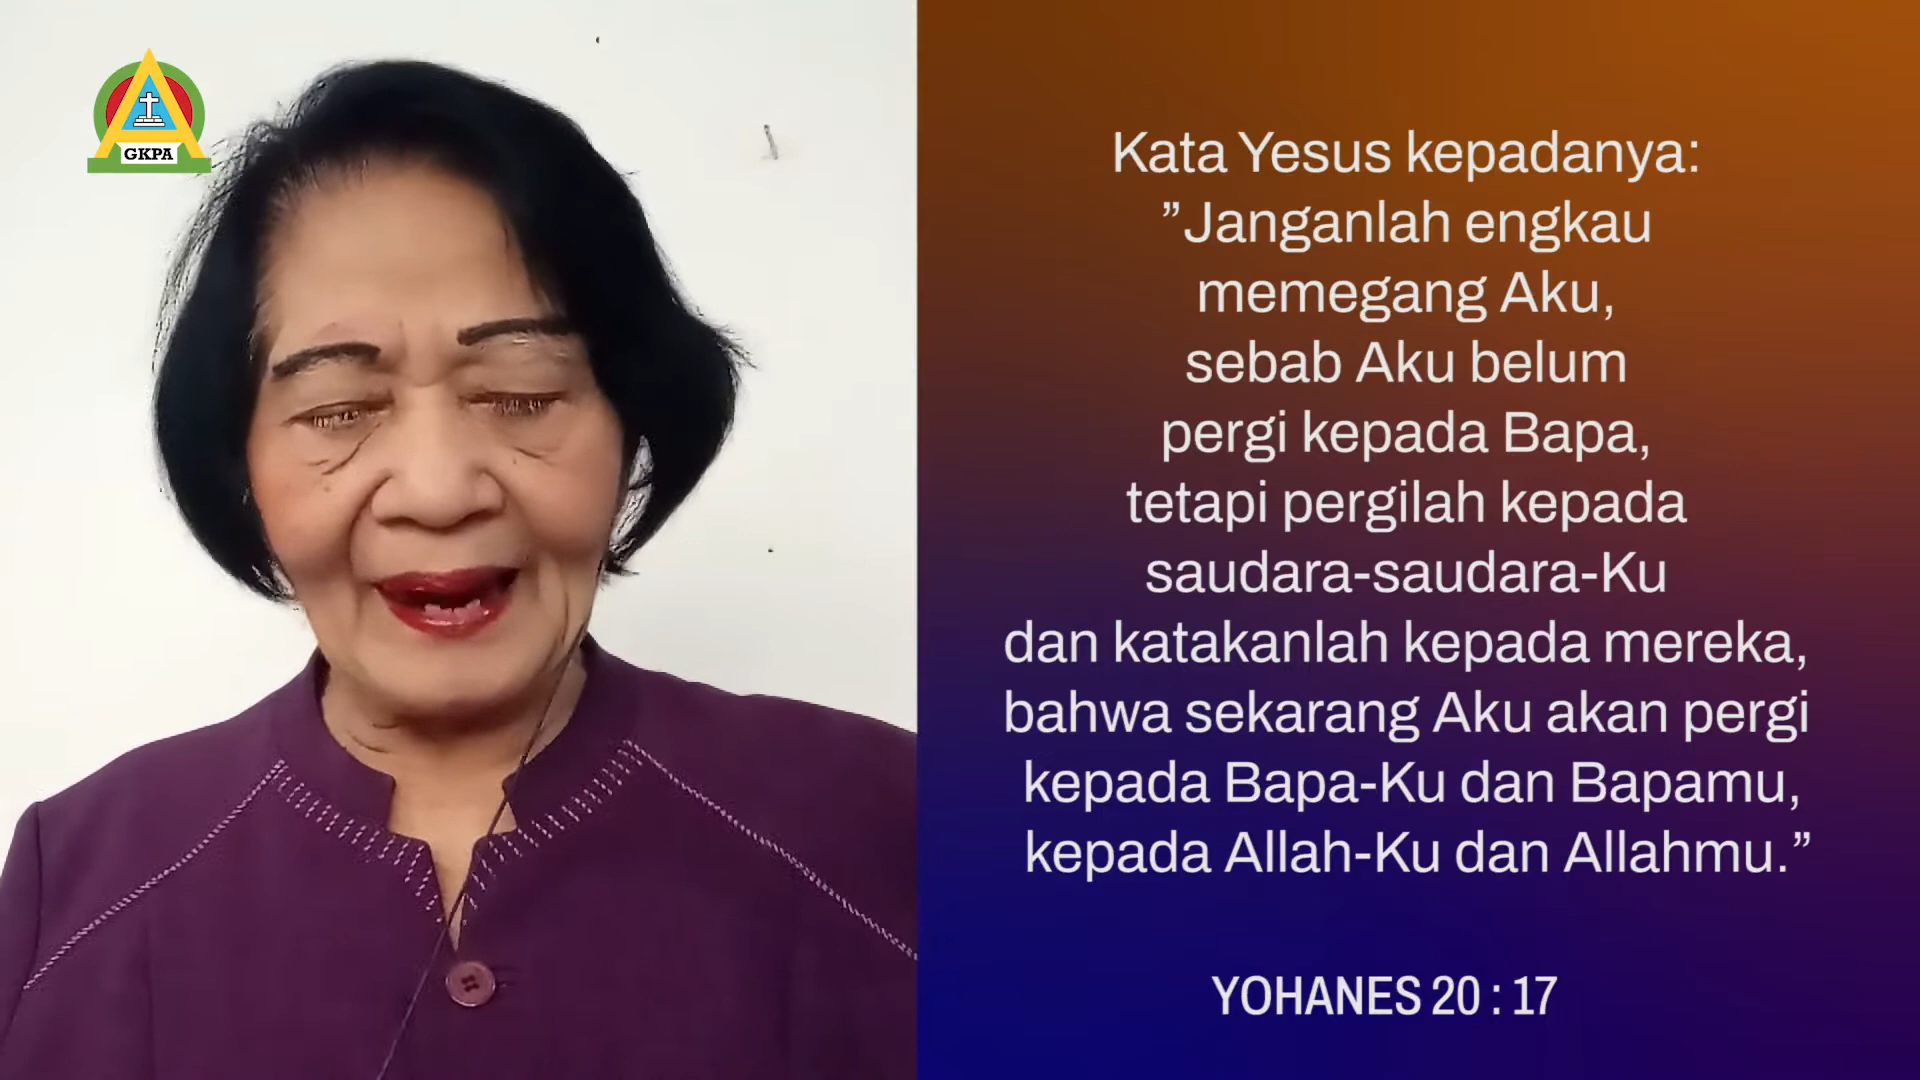 GKPA
Kata Yesus kepadanya:
”Janganlah engkau
memegang Aku,
sebab Aku belum
pergi kepada Bapa,
tetapi pergilah kepada
saudara-saudara-Ku
dan katakanlah kepada mereka,
bahwa sekarang Aku akan pergi
kepada Bapa-Ku dan Bapamu,
kepada Allah-Ku dan Allahmu.”
YOHANES 20 : 17